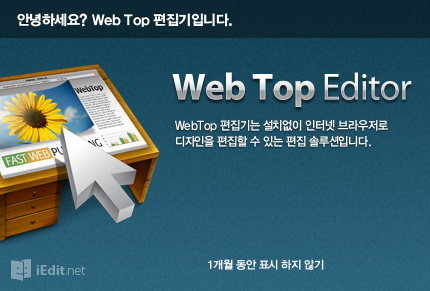 안녕하세요? Web Top 편집기입니다.
Web Top Editor
WebTop 편집기는 설치없이 인터넷 브라우저로
디자인을 편집할 수 있는 편집 솔루션입니다.
WebTop
FAST WEB PU
NG
1개월 동안 표시 하지 않기
iEdit.net